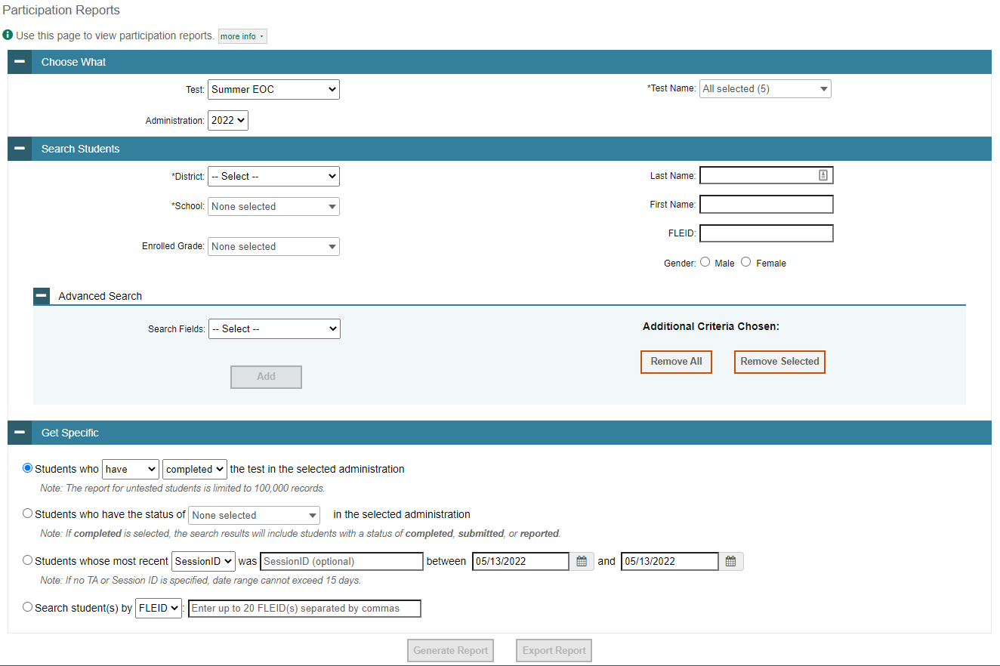 Participation Reports
Use this page to view participation reports. more info
Choose What
Test: Summer EOC *Test Name: All selected (5)
Administration: 2022
Search Students
*District: -- Select -- Last Name:
*School: None selected First Name:
FLEID:
Enrolled Grade: None selected
Gender: Male Female
Advanced Search
Search Fields: -- Select -- Additional Criteria Chosen:
Remove All Remove Selected
Add
Get Specific
Students who have completed the test in the selected administration
Note: The report for untested students is limited to 100,000 records.
Students who have the status of None selected in the selected administration
Note: If completed is selected, the search results will include students with a status of completed, submitted, or reported.
Students whose most recent SessionID was SessionID (optional) between 05/13/2022 and 05/13/2022
Note: If no TA or Session ID is specified, date range cannot exceed 15 days.
Search student(s) by FLEID : Enter up to 20 FLEID(s) separated by commas
Generate Report Export Report